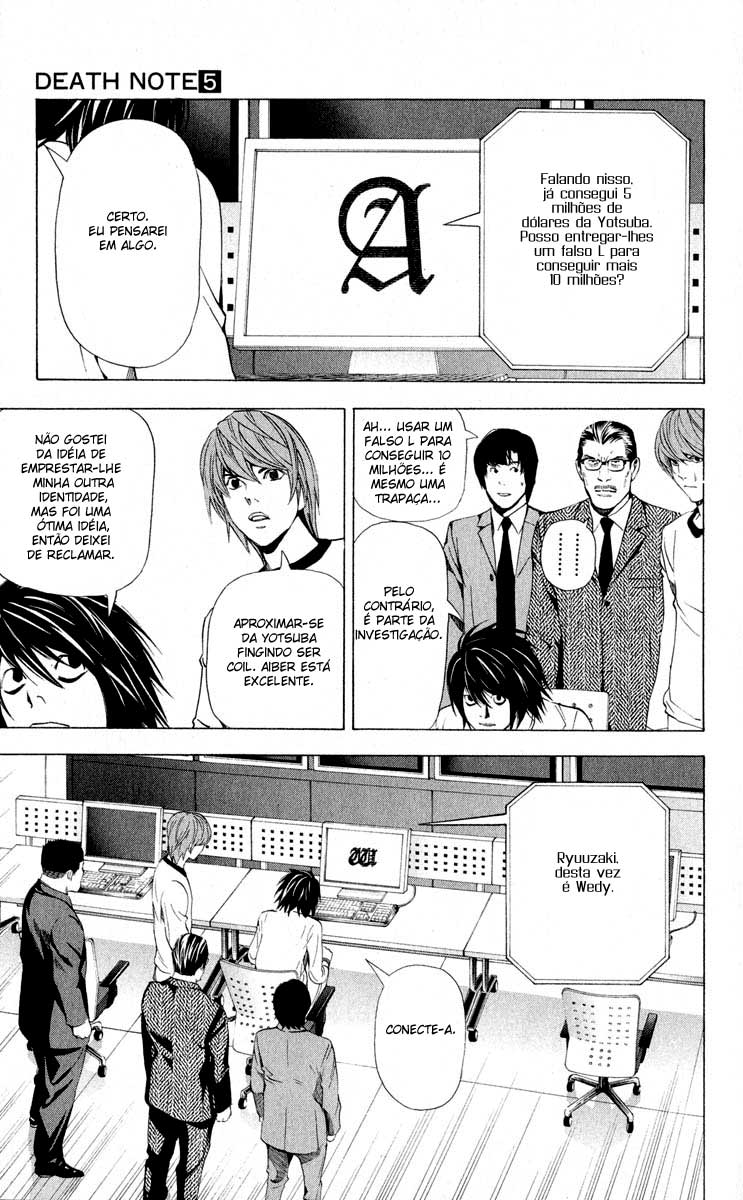 DEATH NOTE 5
Falando nisso,
já consegui 5
milhões de
dólares da Yotsuba.
Posso entregar-lhes
um falso L para
conseguir mais
10 milhões?
A
CERTO.
EU PENSAREI
EM ALGO.
AH... USAR UM
FALSO L PARA
CONSEGUIR 10
MILHÕES... É
MESMO UMA
TRAPAÇA...
PELO
CONTRÁRIO,
É PARTE DA
INVESTIGAÇÃO.
APROXIMAR-SE
DA YOTSUBA
FINGINDO SER
COIL. AIBER ESTÁ
EXCELENTE.
NÃO GOSTEI
DA IDÉIA DE
EMPRESTAR-LHE
MINHA OUTRA
IDENTIDADE,
MAS FOI UMA
ÓTIMA IDÉIA,
ENTÃO DEIXEI
DE RECLAMAR.
Ryuuzaki,
desta vez
é Wedy.
W
CONECTE-A.